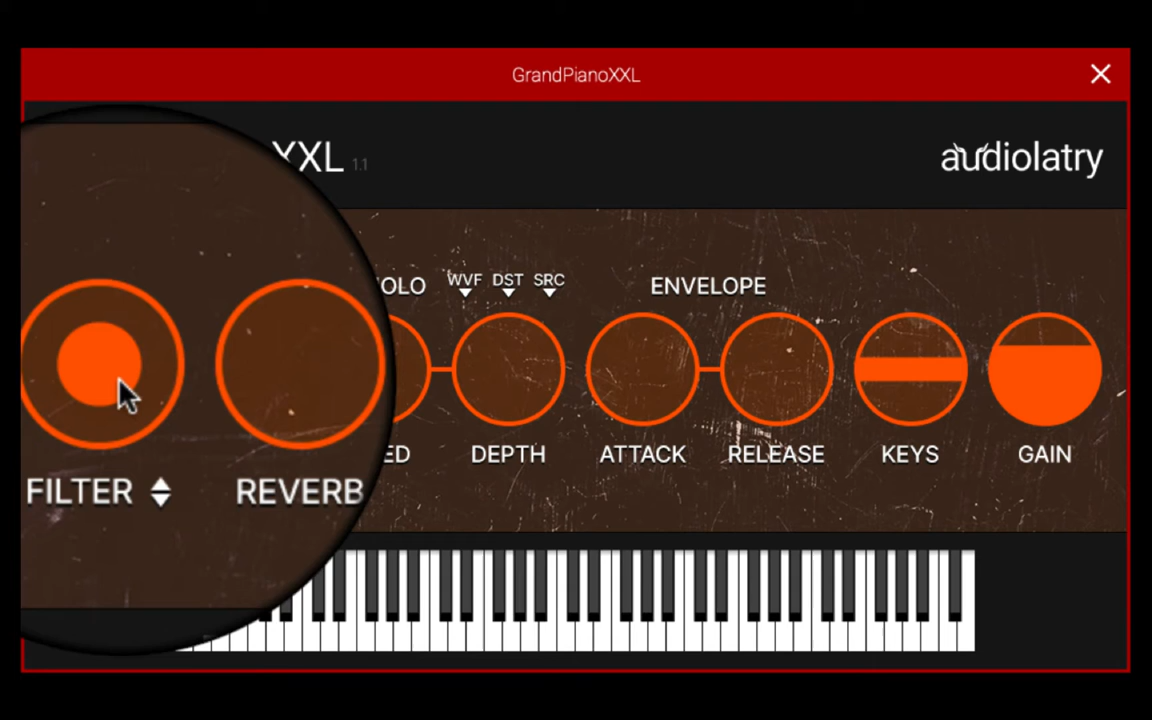 GrandPianoXXL
XXL 1.1
audiolatry
OLO
WVF DST SRC
ENVELOPE
FILTER
REVERB
ED
DEPTH
ATTACK
RELEASE
KEYS
GAIN